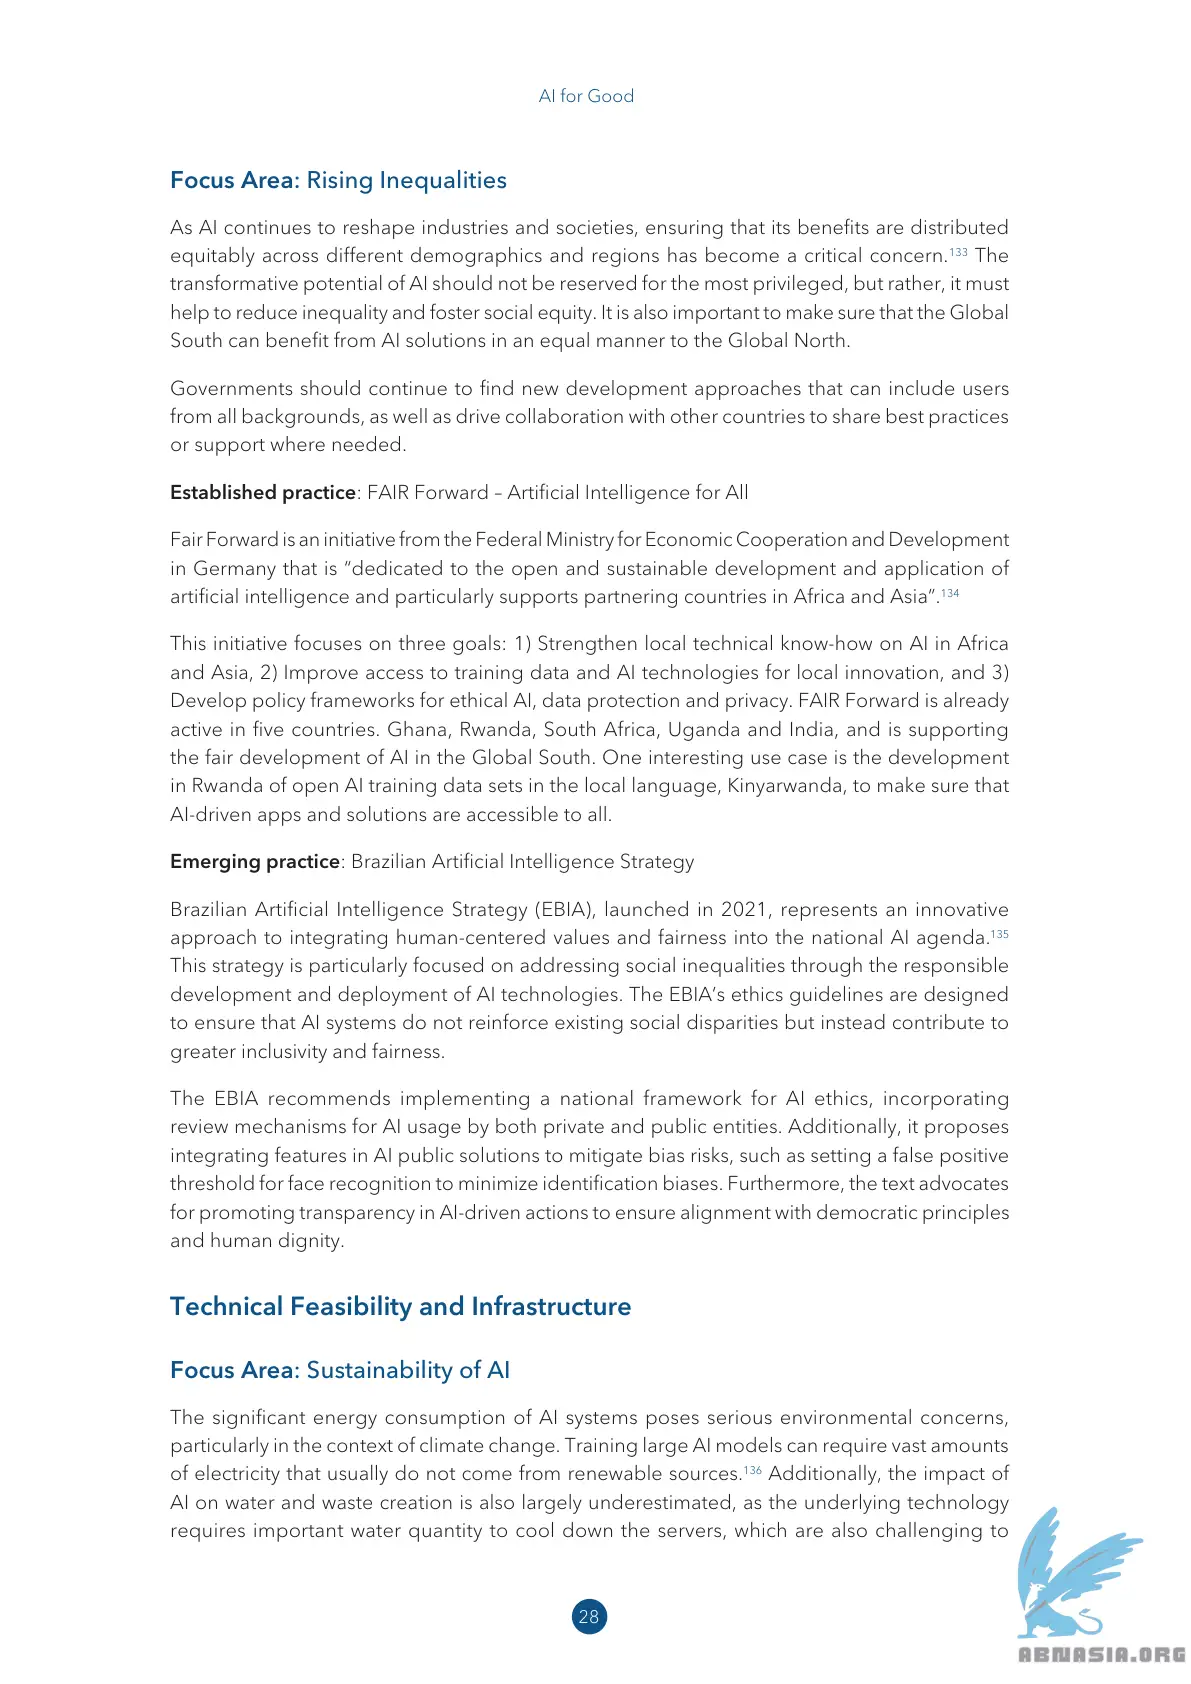 AI for Good
Focus Area: Rising Inequalities
As AI continues to reshape industries and societies, ensuring that its benefits are distributed
equitably across different demographics and regions has become a critical concern.133 The
transformative potential of AI should not be reserved for the most privileged, but rather, it must
help to reduce inequality and foster social equity. It is also important to make sure that the Global
South can benefit from AI solutions in an equal manner to the Global North.
Governments should continue to find new development approaches that can include users
from all backgrounds, as well as drive collaboration with other countries to share best practices
or support where needed.
Established practice: FAIR Forward – Artificial Intelligence for All
Fair Forward is an initiative from the Federal Ministry for Economic Cooperation and Development
in Germany that is "dedicated to the open and sustainable development and application of
artificial intelligence and particularly supports partnering countries in Africa and Asia".134
This initiative focuses on three goals: 1) Strengthen local technical know-how on AI in Africa
and Asia, 2) Improve access to training data and AI technologies for local innovation, and 3)
Develop policy frameworks for ethical AI, data protection and privacy. FAIR Forward is already
active in five countries. Ghana, Rwanda, South Africa, Uganda and India, and is supporting
the fair development of AI in the Global South. One interesting use case is the development
in Rwanda of open AI training data sets in the local language, Kinyarwanda, to make sure that
AI-driven apps and solutions are accessible to all.
Emerging practice: Brazilian Artificial Intelligence Strategy
Brazilian Artificial Intelligence Strategy (EBIA), launched in 2021, represents an innovative
approach to integrating human-centered values and fairness into the national AI agenda.135
This strategy is particularly focused on addressing social inequalities through the responsible
development and deployment of AI technologies. The EBIA's ethics guidelines are designed
to ensure that AI systems do not reinforce existing social disparities but instead contribute to
greater inclusivity and fairness.
The EBIA recommends implementing a national framework for AI ethics, incorporating
review mechanisms for AI usage by both private and public entities. Additionally, it proposes
integrating features in AI public solutions to mitigate bias risks, such as setting a false positive
threshold for face recognition to minimize identification biases. Furthermore, the text advocates
for promoting transparency in AI-driven actions to ensure alignment with democratic principles
and human dignity.
Technical Feasibility and Infrastructure
Focus Area: Sustainability of AI
The significant energy consumption of AI systems poses serious environmental concerns,
particularly in the context of climate change. Training large AI models can require vast amounts
of electricity that usually do not come from renewable sources.136 Additionally, the impact of
AI on water and waste creation is also largely underestimated, as the underlying technology
requires important water quantity to cool down the servers, which are also challenging to
28
ABNASIA.ORG